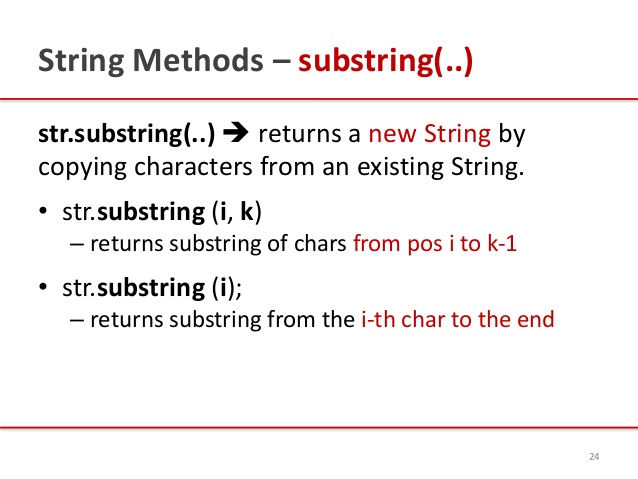 String Methods – substring(..)
str.substring(..) ➔ returns a new String by
copying characters from an existing String.
• str.substring (i, k)
– returns substring of chars from pos i to k-1
• str.substring (i);
– returns substring from the i-th char to the end
24